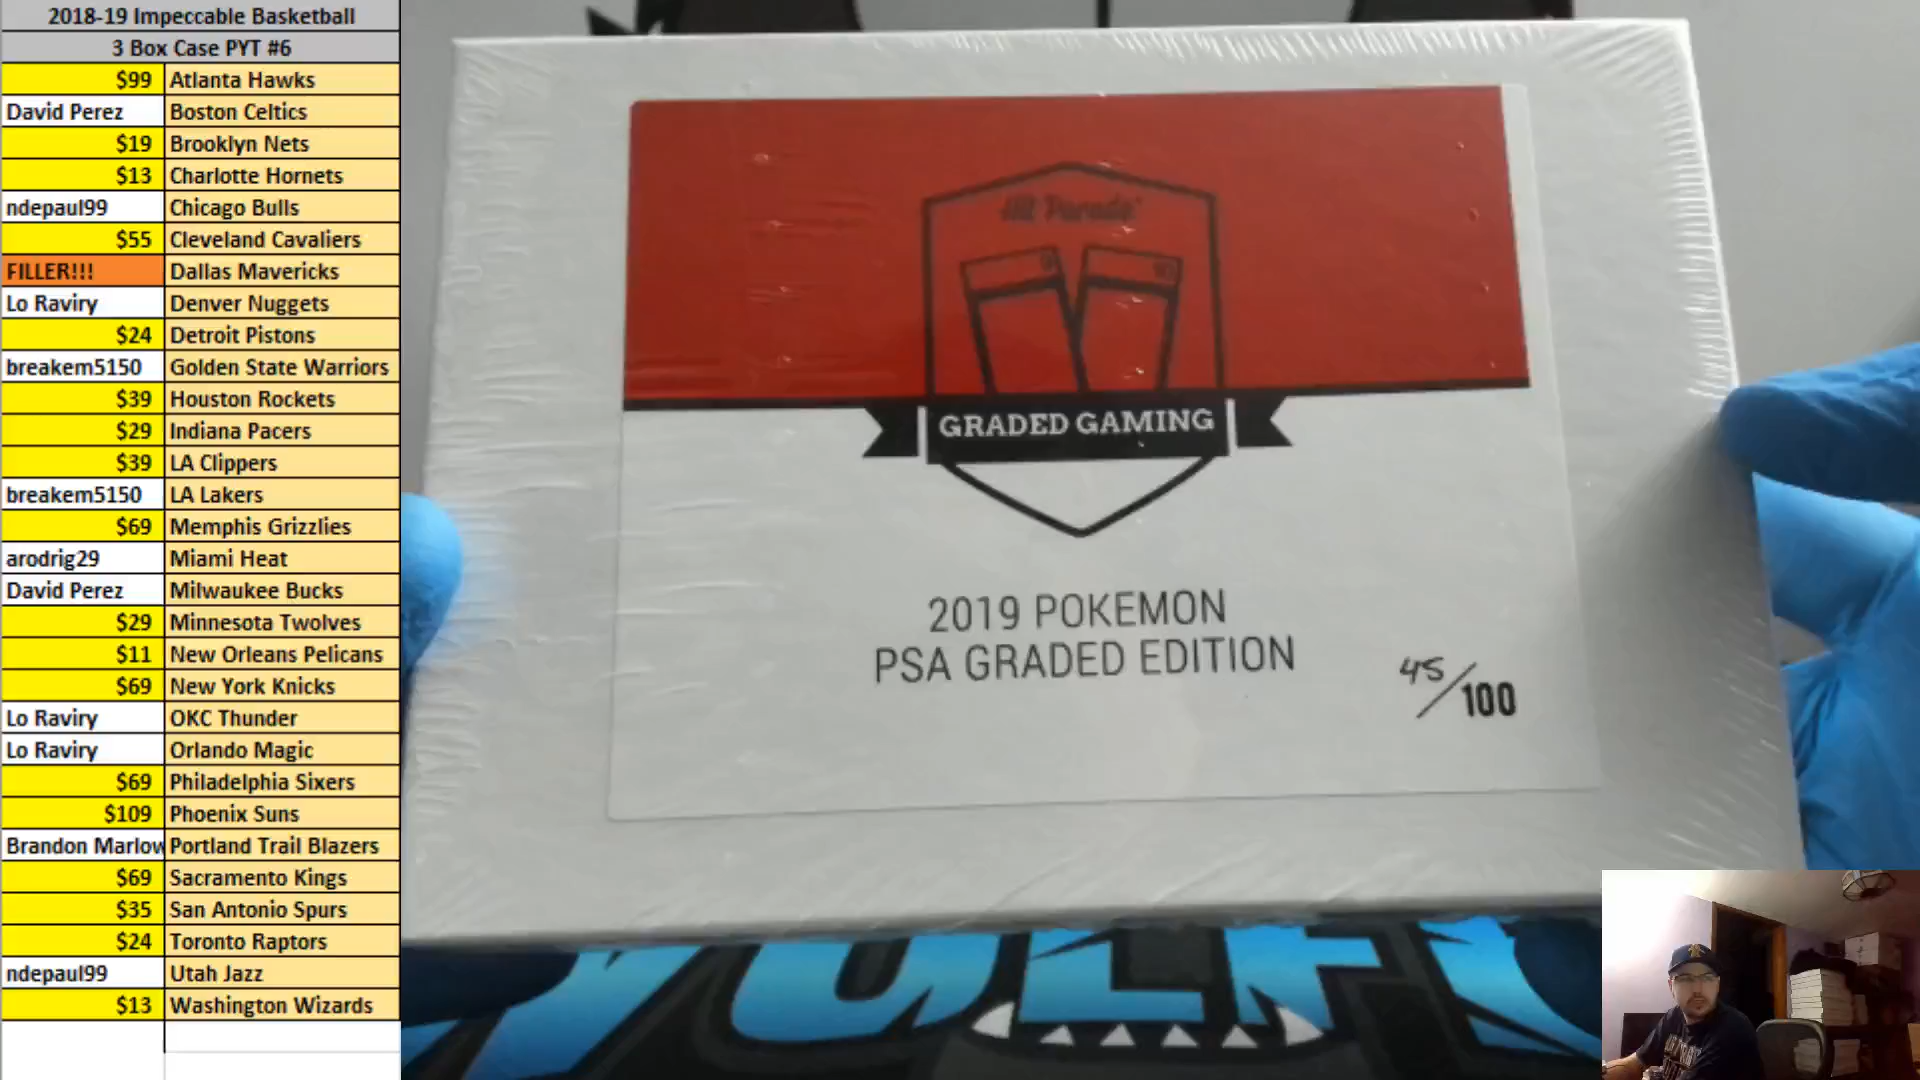 2018-19 Impeccable Basketball
3 Box Case PYT #6
$99 Atlanta Hawks
David Perez Boston Celtics
$19 Brooklyn Nets
$13 Charlotte Hornets
ndepaul99 Chicago Bulls
$55 Cleveland Cavaliers
FILLER!!! Dallas Mavericks
Lo Raviry Denver Nuggets
$24 Detroit Pistons
breakem5150 Golden State Warriors
$39 Houston Rockets
$29 Indiana Pacers
$39 LA Clippers
breakem5150 LA Lakers
$69 Memphis Grizzlies
arodrig29 Miami Heat
David Perez Milwaukee Bucks
$29 Minnesota Twolves
$11 New Orleans Pelicans
$69 New York Knicks
Lo Raviry OKC Thunder
Lo Raviry Orlando Magic
$69 Philadelphia Sixers
$109 Phoenix Suns
Brandon Marlow Portland Trail Blazers
$69 Sacramento Kings
$35 San Antonio Spurs
$24 Toronto Raptors
ndepaul99 Utah Jazz
$13 Washington Wizards
Hit Parade
GRADED GAMING
2019 POKEMON
PSA GRADED EDITION
45/100